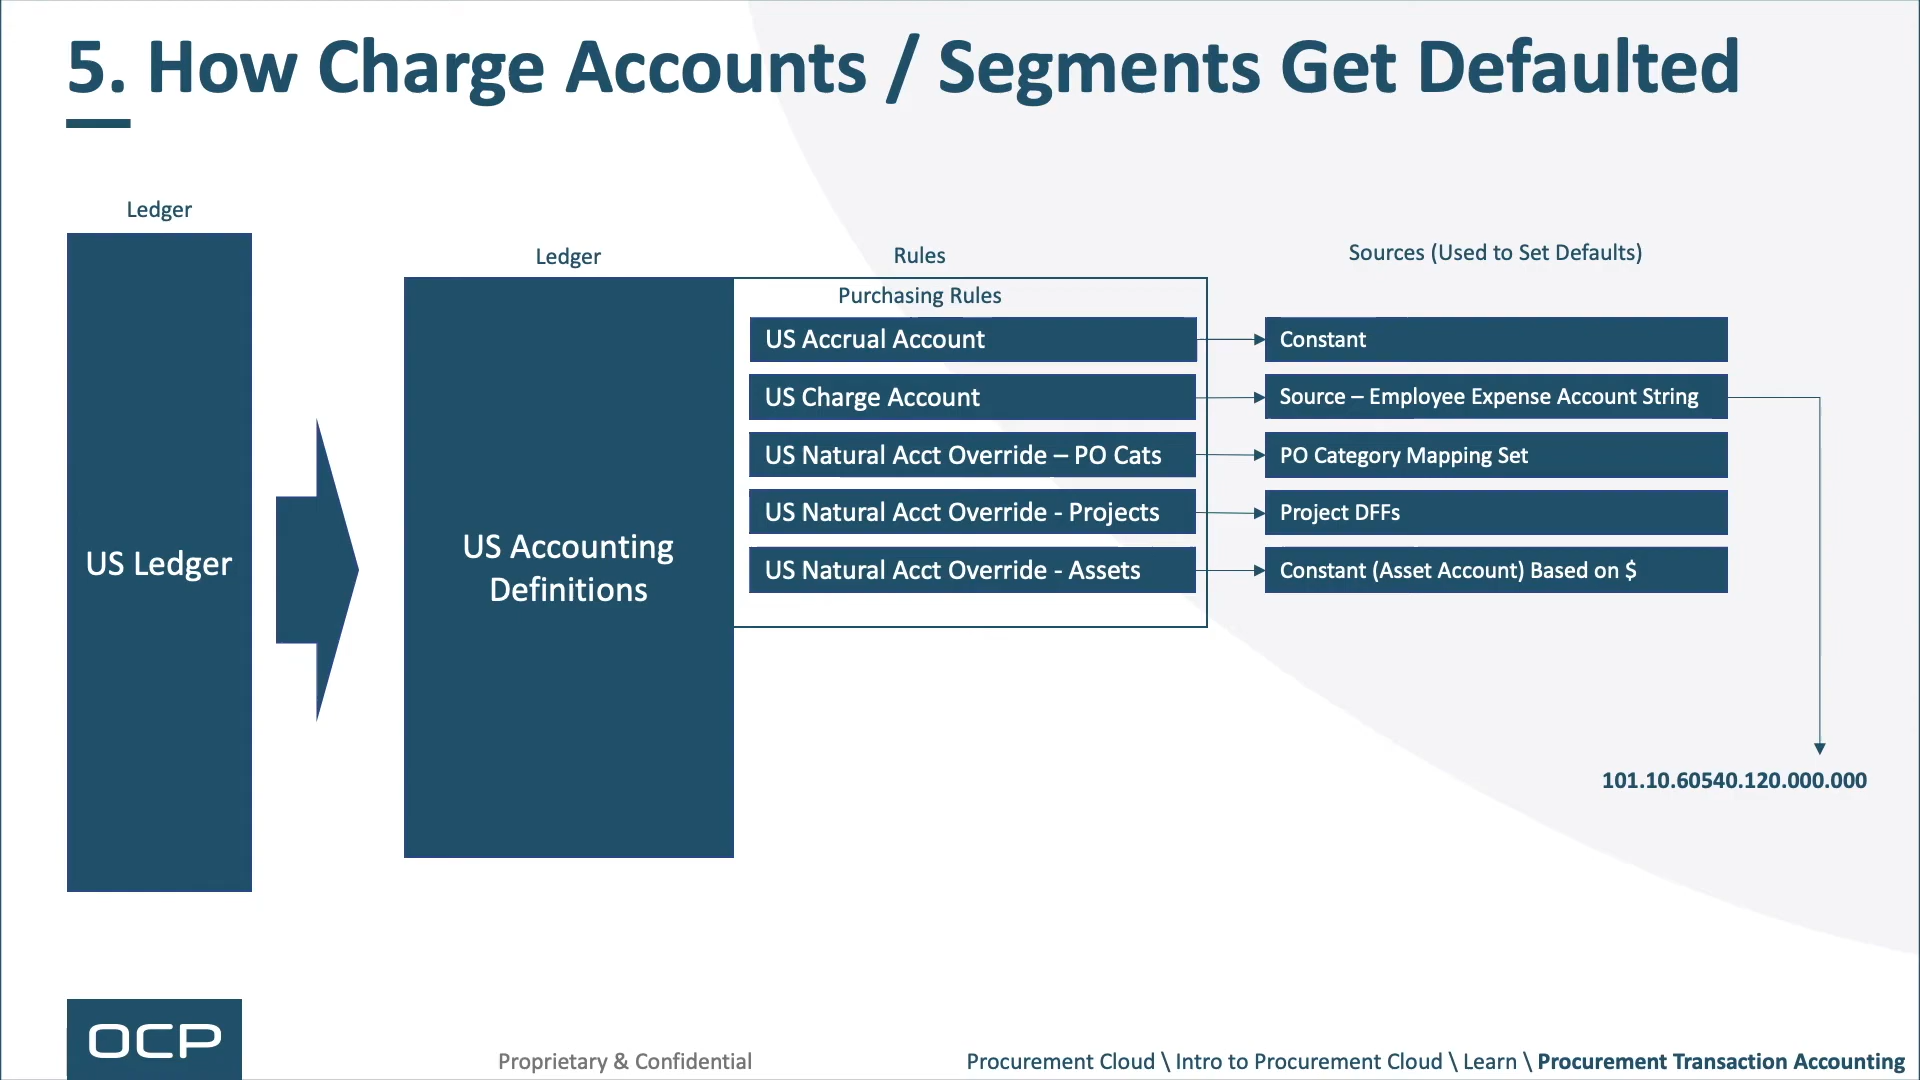 5. How Charge Accounts / Segments Get Defaulted
Ledger
US Ledger
Ledger
US Accounting
Definitions
Rules
Purchasing Rules
US Accrual Account
US Charge Account
US Natural Acct Override – PO Cats
US Natural Acct Override - Projects
US Natural Acct Override - Assets
Sources (Used to Set Defaults)
Constant
Source – Employee Expense Account String
PO Category Mapping Set
Project DFFs
Constant (Asset Account) Based on $
101.10.60540.120.000.000
OCP
Proprietary & Confidential
Procurement Cloud \ Intro to Procurement Cloud \ Learn \ Procurement Transaction Accounting